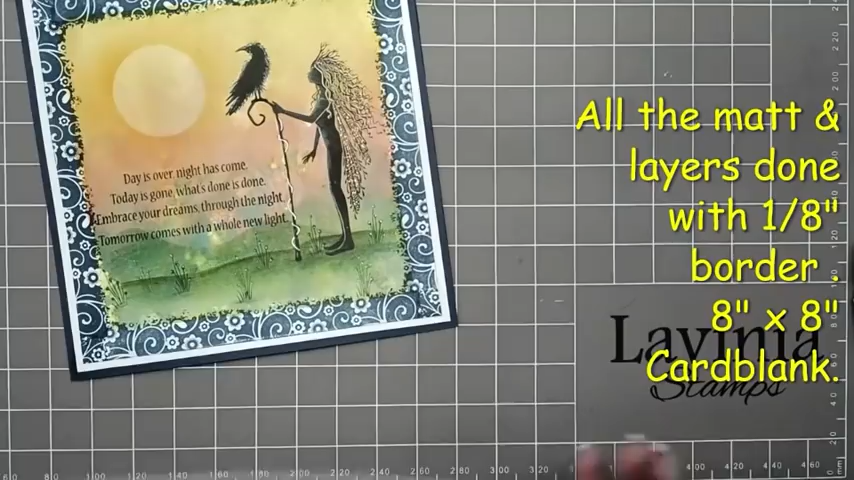 Day is over, night has come.
Today is gone, what's done is done.
Embrace your dreams, through the night.
Tomorrow comes with a whole new light.
All the matt &
layers done
with 1/8"
border .
8" x 8"
Cardblank.
Lavinia
Stamps